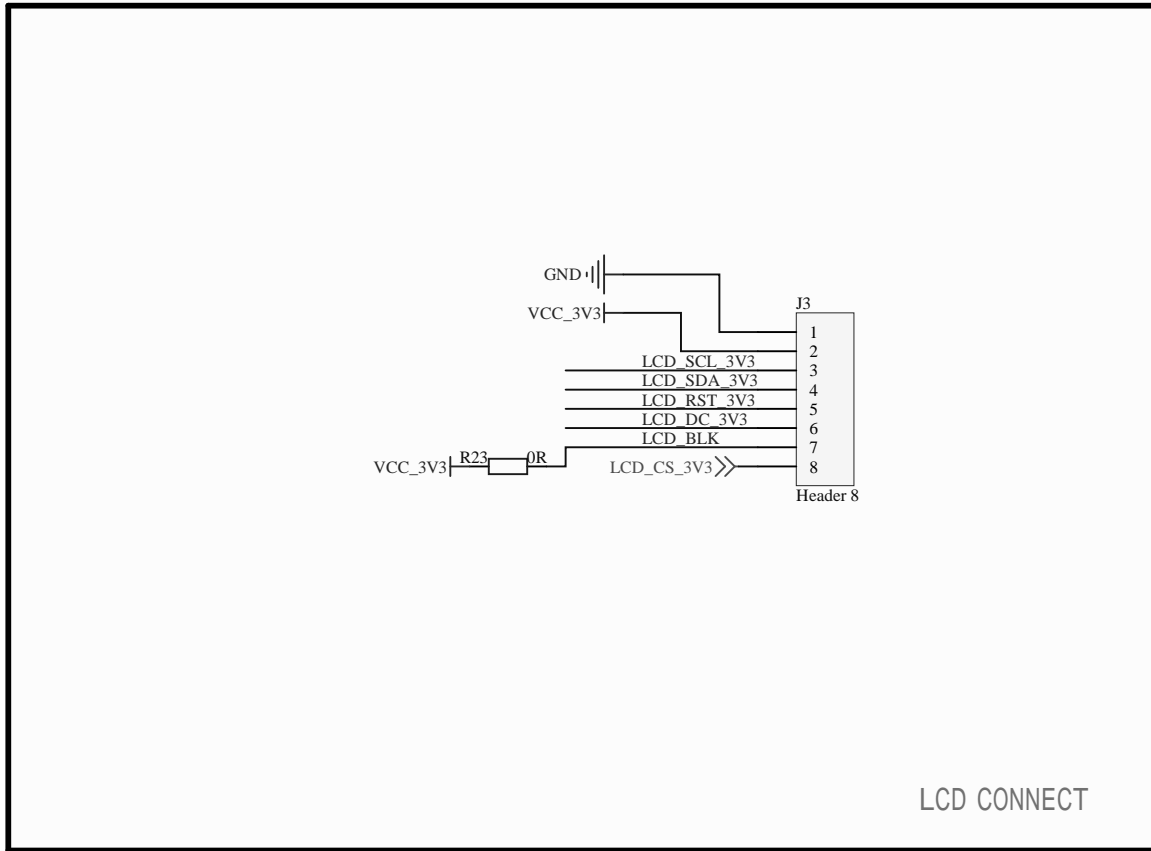 GND
J3
VCC_3V3
1
2
LCD_SCL_3V3 3
LCD_SDA_3V3 4
LCD_RST_3V3 5
LCD_DC_3V3 6
LCD_BLK 7
VCC_3V3 R23 0R LCD_CS_3V3 8
Header 8
LCD CONNECT